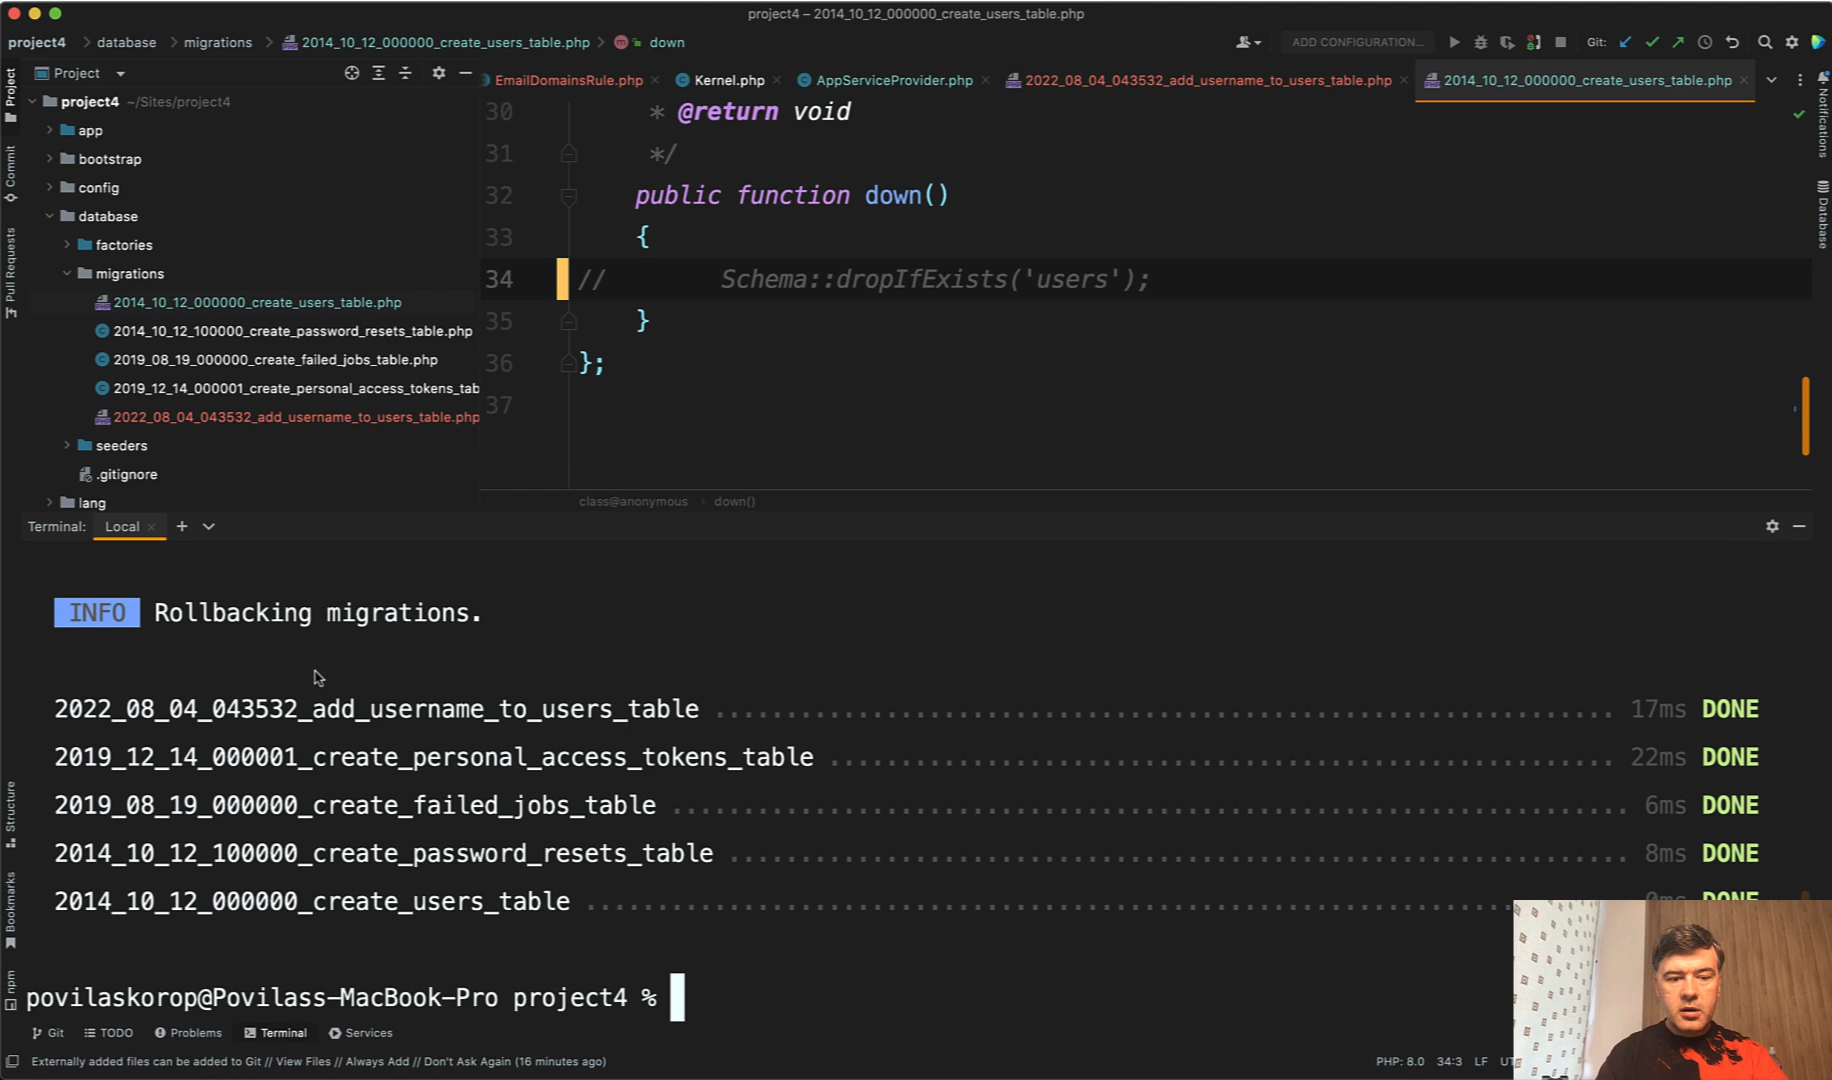 project4 – 2014_10_12_000000_create_users_table.php
project4 database migrations 2014_10_12_000000_create_users_table.php down
ADD CONFIGURATION... Git:
Project
EmailDomainsRule.php Kernel.php AppServiceProvider.php 2022_08_04_043532_add_username_to_users_table.php 2014_10_12_000000_create_users_table.php
Project
Commit
Pull Requests
Structure
Bookmarks
npm
Notifications
Database
project4 ~/Sites/project4
app
bootstrap
config
database
factories
migrations
2014_10_12_000000_create_users_table.php
2014_10_12_100000_create_password_resets_table.php
2019_08_19_000000_create_failed_jobs_table.php
2019_12_14_000001_create_personal_access_tokens_tab
2022_08_04_043532_add_username_to_users_table.php
seeders
.gitignore
lang
30 * @return void
31 */
32 public function down()
33 {
34 // Schema::dropIfExists('users');
35 }
36 };
37
class@anonymous down()
Terminal: Local
INFO Rollbacking migrations.
2022_08_04_043532_add_username_to_users_table 17ms DONE
2019_12_14_000001_create_personal_access_tokens_table 22ms DONE
2019_08_19_000000_create_failed_jobs_table 6ms DONE
2014_10_12_100000_create_password_resets_table 8ms DONE
2014_10_12_000000_create_users_table 0ms DONE
povilaskorop@Povilass-MacBook-Pro project4 %
Git TODO Problems Terminal Services
Externally added files can be added to Git // View Files // Always Add // Don't Ask Again (16 minutes ago)
PHP: 8.0 34:3 LF